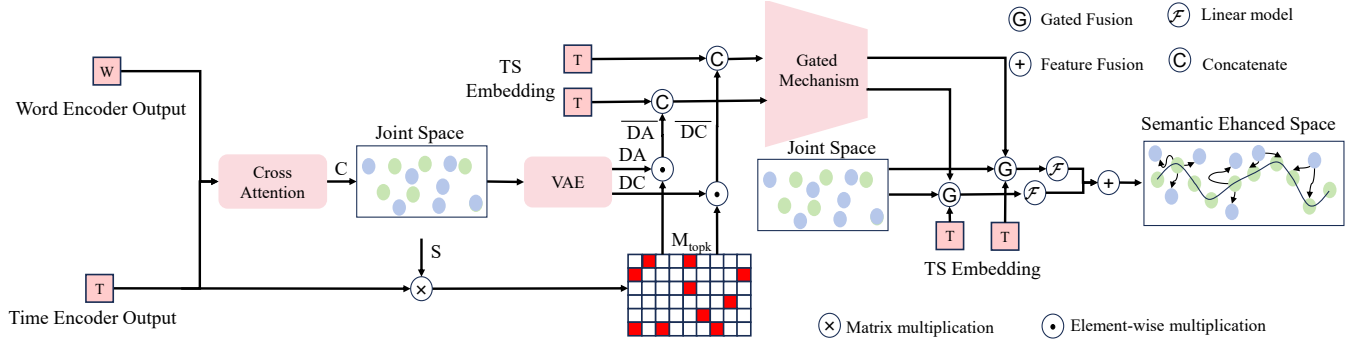 W
Word Encoder Output
T
Time Encoder Output
Cross
Attention
C
Joint Space
S
×
VAE
DA
DC
DA
DC
TS
Embedding
T
T
C
C
M_topk
Gated
Mechanism
Joint Space
G
G
T
T
TS Embedding
F
F
+
Semantic Ehanced Space
G Gated Fusion
F Linear model
+ Feature Fusion
C Concatenate
× Matrix multiplication
Element-wise multiplication